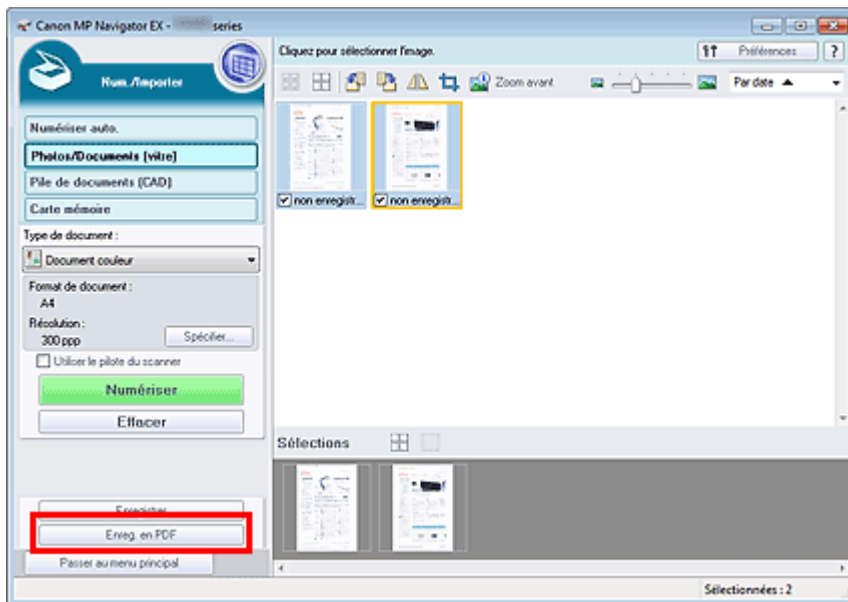 Canon MP Navigator EX - series
Num./Importer
Numériser auto.
Photos/Documents (vitre)
Pile de documents (CAD)
Carte mémoire
Type de document :
Document couleur
Format de document :
A4
Résolution :
300 ppp
Spécifier...
Utiliser le pilote du scanner
Numériser
Effacer
Enregistrer
Enreg. en PDF
Passer au menu principal
Cliquez pour sélectionner l'image.
Préférences
?
Zoom avant
Par date
non enregistr...
non enregistr...
Sélections
Sélectionnées : 2